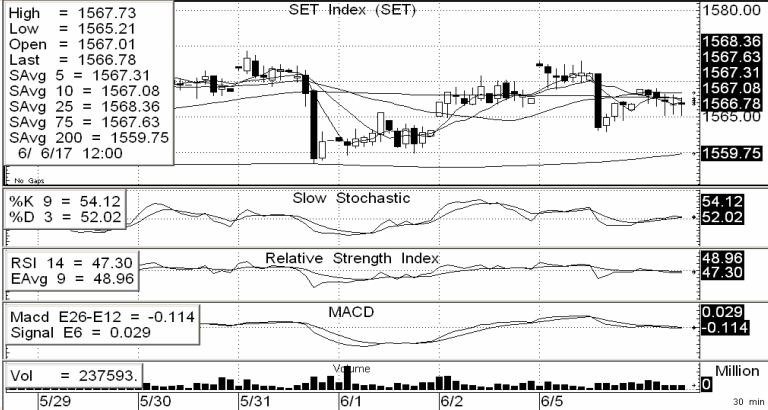 SET Index (SET)
High = 1567.73
Low = 1565.21
Open = 1567.01
Last = 1566.78
SAvg 5 = 1567.31
SAvg 10 = 1567.08
SAvg 25 = 1568.36
SAvg 75 = 1567.63
SAvg 200 = 1559.75
6/ 6/17 12:00
No Gaps
1580.00
1568.36
1567.63
1567.31
1567.08
1566.78
1565.00
1559.75
Slow Stochastic
%K 9 = 54.12
%D 3 = 52.02
54.12
52.02
Relative Strength Index
RSI 14 = 47.30
EAvg 9 = 48.96
48.96
47.30
MACD
Macd E26-E12 = -0.114
Signal E6 = 0.029
0.029
-0.114
Volume
Vol = 237593.
Million
0
5/29 5/30 5/31 6/1 6/2 6/5 30 min